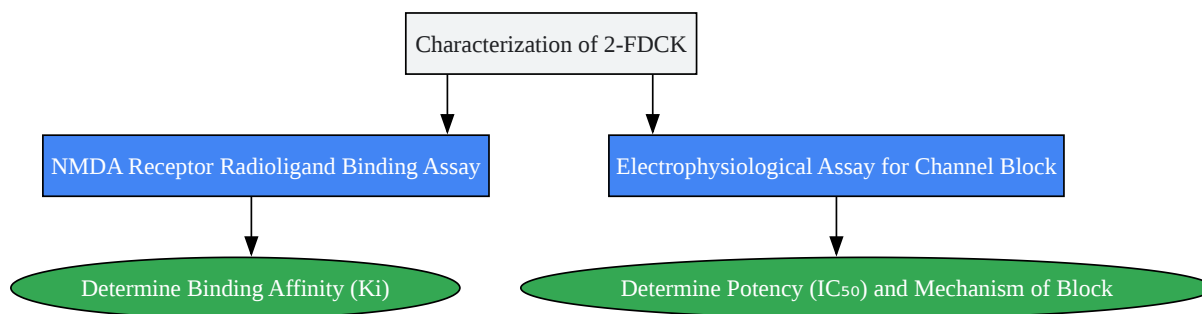 Characterization of 2-FDCK
NMDA Receptor Radioligand Binding Assay
Electrophysiological Assay for Channel Block
Determine Binding Affinity (Ki)
Determine Potency (IC₅₀) and Mechanism of Block